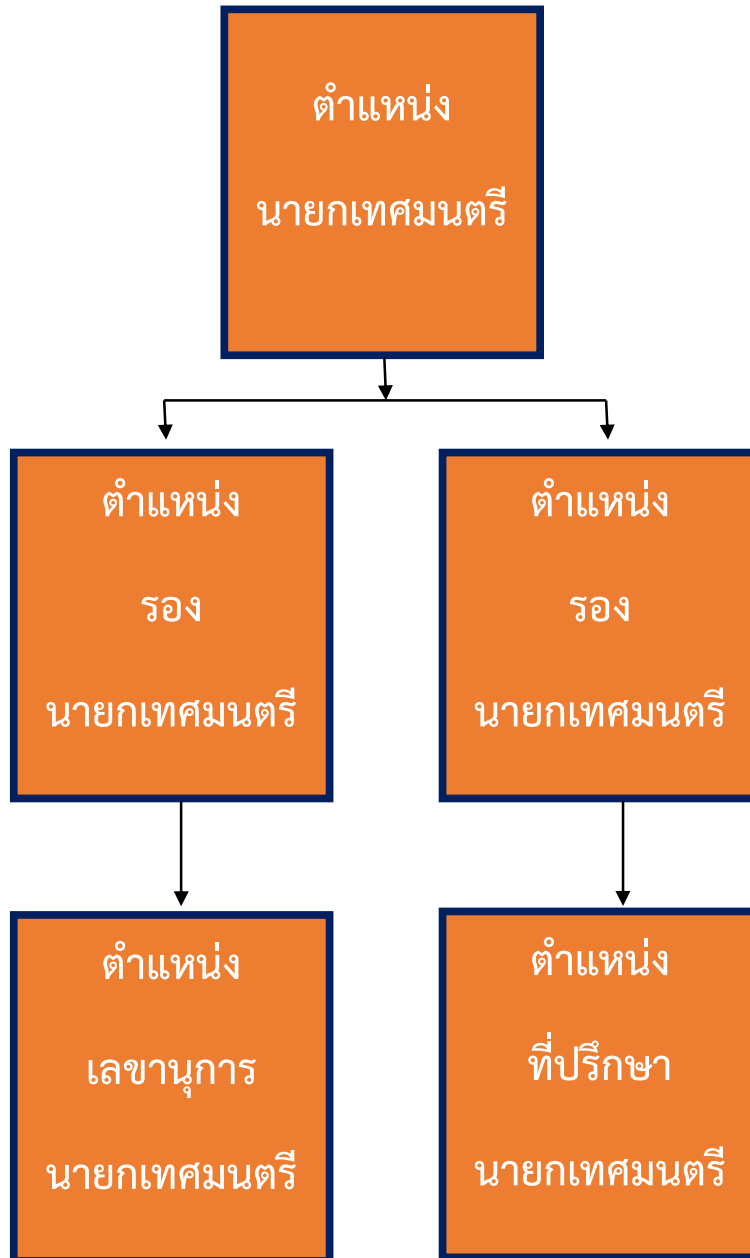 ตำแหน่ง
นายกเทศมนตรี
ตำแหน่ง
รอง
นายกเทศมนตรี
ตำแหน่ง
รอง
นายกเทศมนตรี
ตำแหน่ง
เลขานุการ
นายกเทศมนตรี
ตำแหน่ง
ที่ปรึกษา
นายกเทศมนตรี